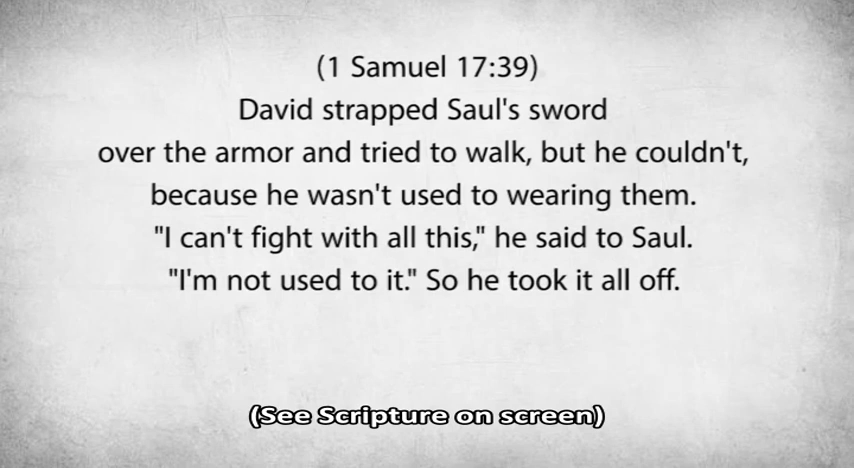 (1 Samuel 17:39)
David strapped Saul's sword
over the armor and tried to walk, but he couldn't,
because he wasn't used to wearing them.
"I can't fight with all this," he said to Saul.
"I'm not used to it." So he took it all off.
(See Scripture on screen)